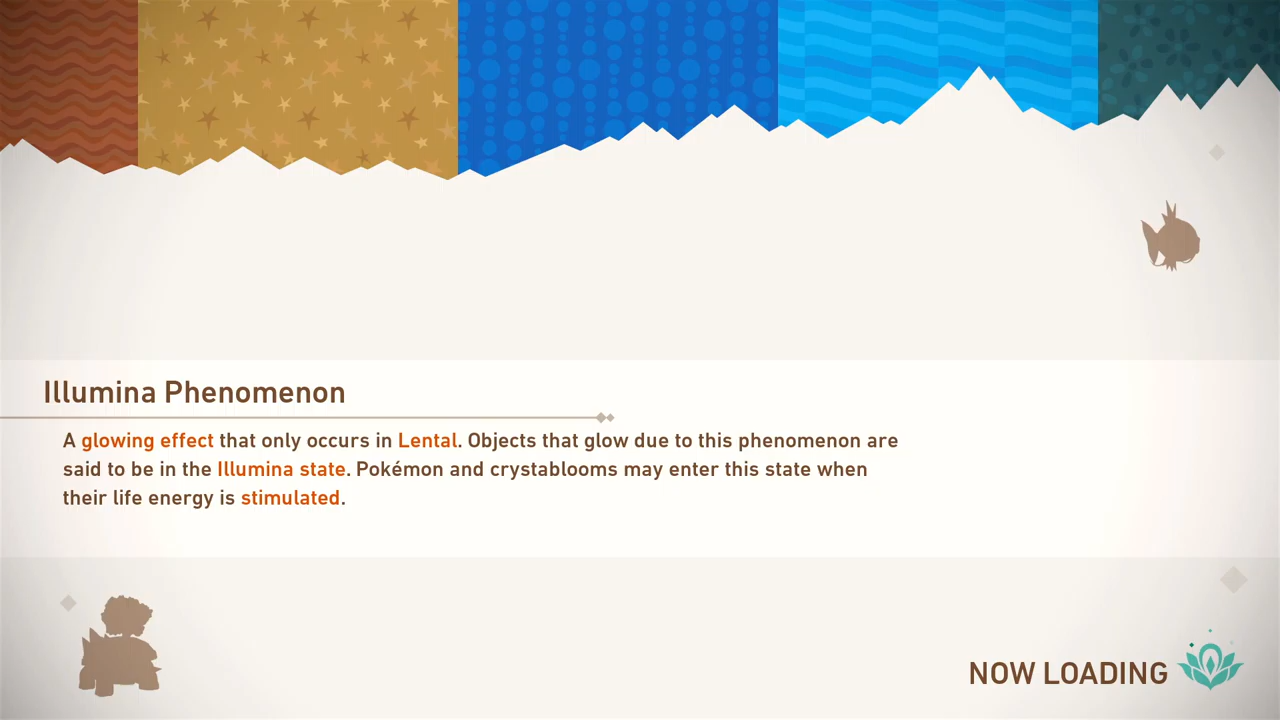 Illumina Phenomenon
A glowing effect that only occurs in Lental. Objects that glow due to this phenomenon are
said to be in the Illumina state. Pokémon and crystablooms may enter this state when
their life energy is stimulated.
NOW LOADING